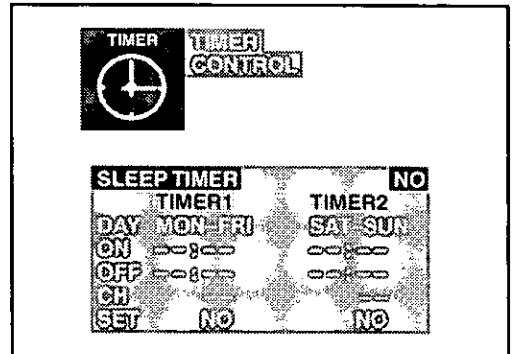 TIMER
TIMER
CONTROL
SLEEP TIMER NO
TIMER1 TIMER2
DAY MON-FRI SAT-SUN
ON --:-- --:--
OFF --:-- --:--
CH --
SET NO NO